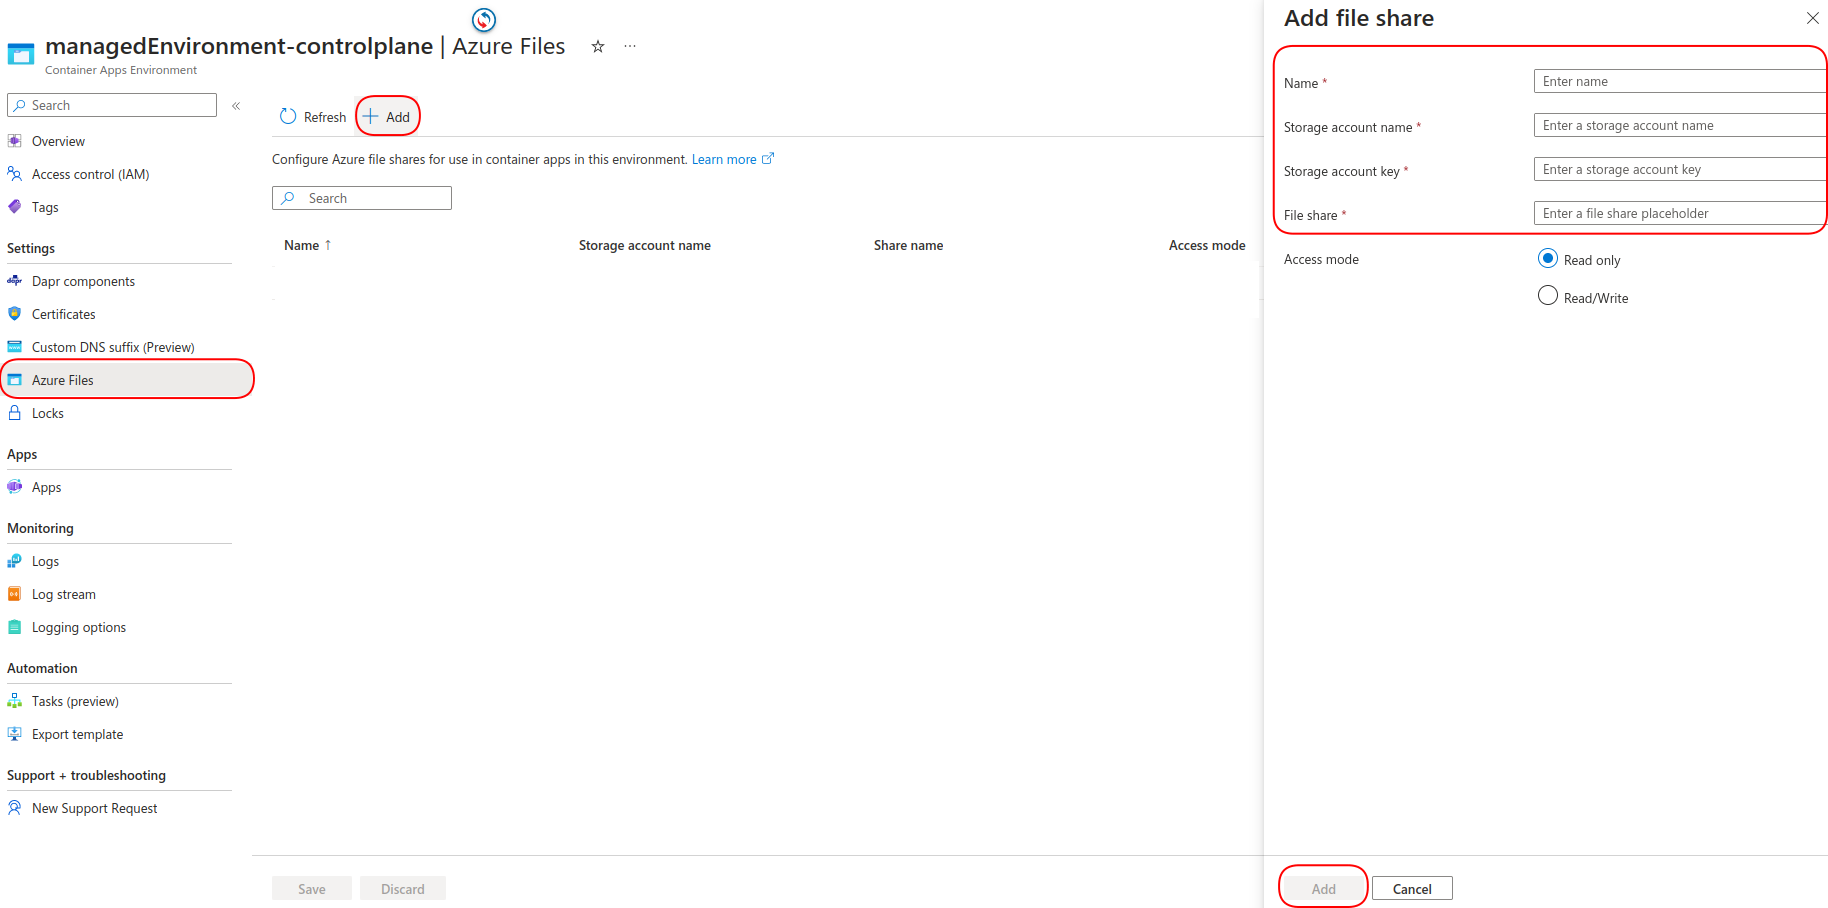 managedEnvironment-controlplane | Azure Files
Container Apps Environment
Search
Overview
Access control (IAM)
Tags
Settings
Dapr components
Certificates
Custom DNS suffix (Preview)
Azure Files
Locks
Apps
Apps
Monitoring
Logs
Log stream
Logging options
Automation
Tasks (preview)
Export template
Support + troubleshooting
New Support Request
Refresh
Add
Configure Azure file shares for use in container apps in this environment. Learn more
Search
Name ↑ Storage account name Share name Access mode
Save Discard
Add file share
Name * Enter name
Storage account name * Enter a storage account name
Storage account key * Enter a storage account key
File share * Enter a file share placeholder
Access mode Read only
Read/Write
Add Cancel